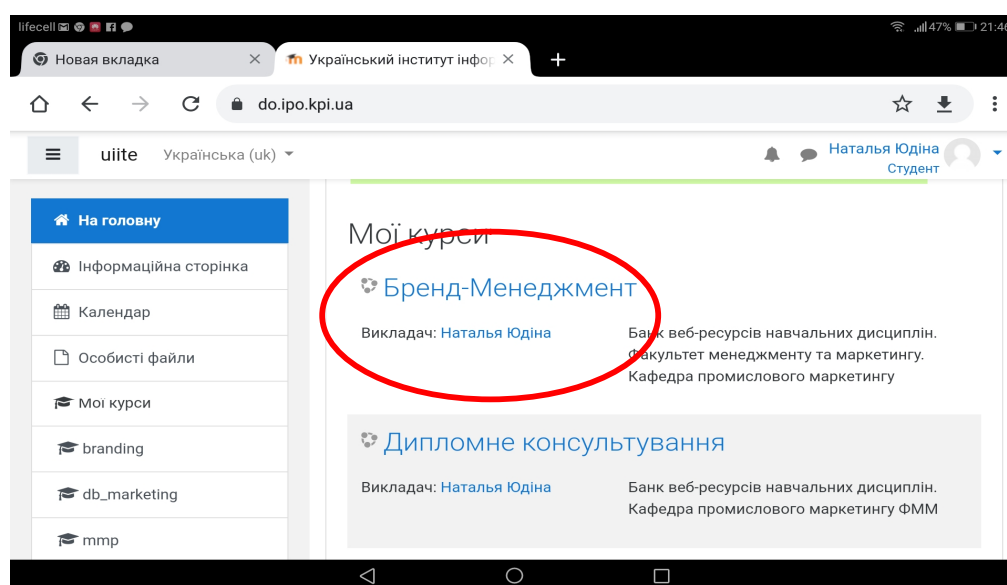 lifecell 47% 21:46
Новая вкладка
Український інститут інфор
do.ipo.kpi.ua
uiite Українська (uk)
Наталья Юдіна
Студент
На головну
Інформаційна сторінка
Календар
Особисті файли
Мої курси
branding
db_marketing
mmp
Мої курси
Бренд-Менеджмент
Викладач: Наталья Юдіна
Банк веб-ресурсів навчальних дисциплін.
Факультет менеджменту та маркетингу.
Кафедра промислового маркетингу
Дипломне консультування
Викладач: Наталья Юдіна
Банк веб-ресурсів навчальних дисциплін.
Кафедра промислового маркетингу ФММ